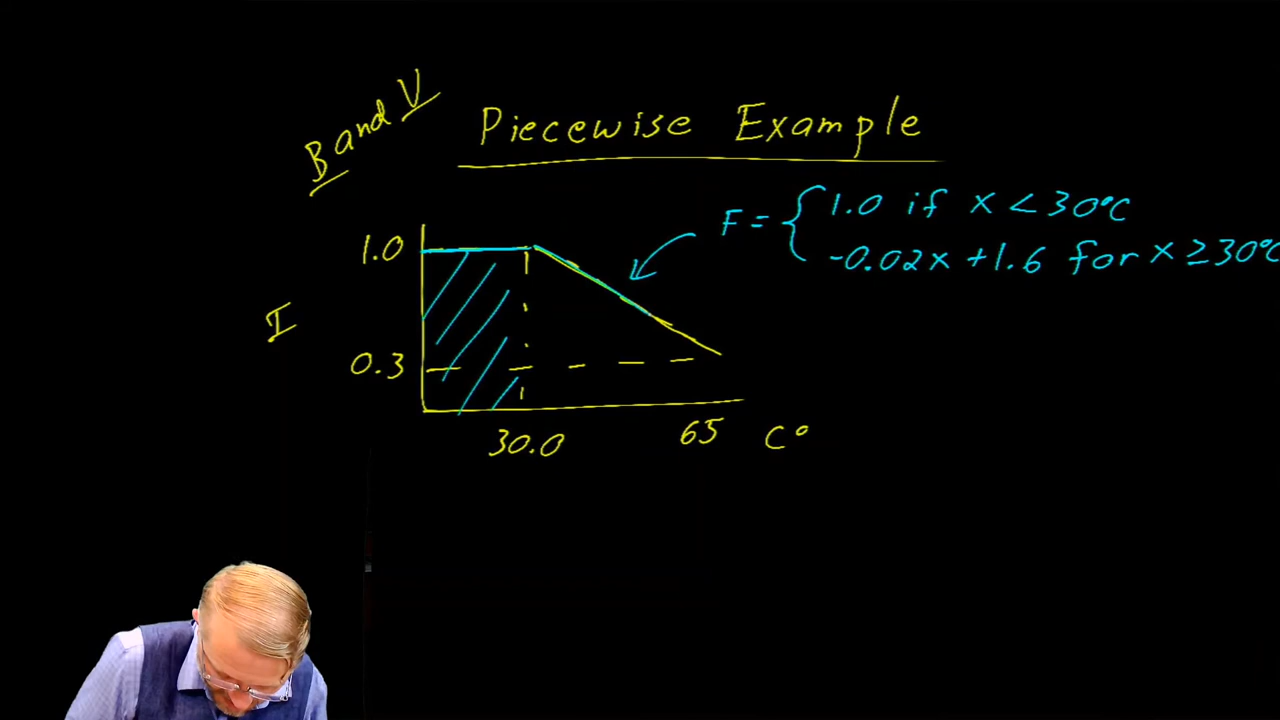 B and V
Piecewise Example
F = { 1.0 if x < 30°C
-0.02x + 1.6 for x ≥ 30°C
1.0
I
0.3
30.0
65
C°